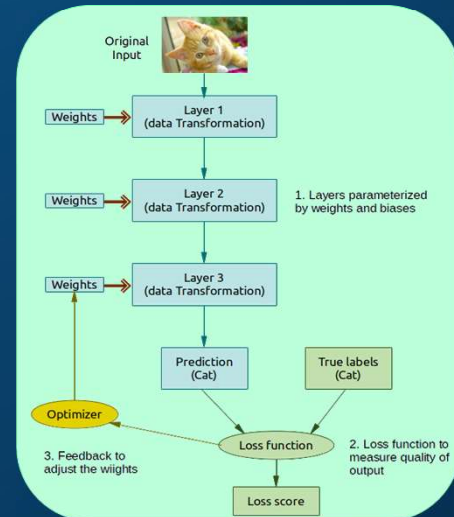 Original
Input
Weights
Layer 1
(data Transformation)
Weights
Layer 2
(data Transformation)
1. Layers parameterized
by weights and biases
Weights
Layer 3
(data Transformation)
Prediction
(Cat)
True labels
(Cat)
Optimizer
Loss function
3. Feedback to
adjust the wiights
2. Loss function to
measure quality of
output
Loss score